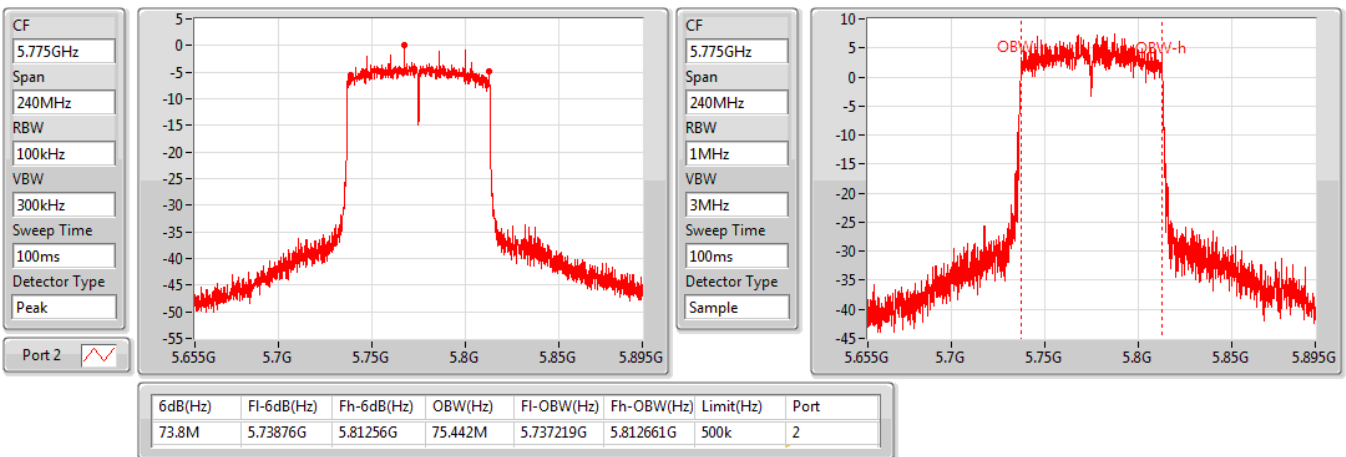 CF
5.775GHz
Span
240MHz
RBW
100kHz
VBW
300kHz
Sweep Time
100ms
Detector Type
Peak
Port 2
5
0
-5
-10
-15
-20
-25
-30
-35
-40
-45
-50
-55
5.655G 5.7G 5.75G 5.8G 5.85G 5.895G
CF
5.775GHz
Span
240MHz
RBW
1MHz
VBW
3MHz
Sweep Time
100ms
Detector Type
Sample
10
5
0
-5
-10
-15
-20
-25
-30
-35
-40
-45
OBW-h
5.655G 5.7G 5.75G 5.8G 5.85G 5.895G
6dB(Hz) Fl-6dB(Hz) Fh-6dB(Hz) OBW(Hz) Fl-OBW(Hz) Fh-OBW(Hz) Limit(Hz) Port
73.8M 5.73876G 5.81256G 75.442M 5.737219G 5.812661G 500k 2